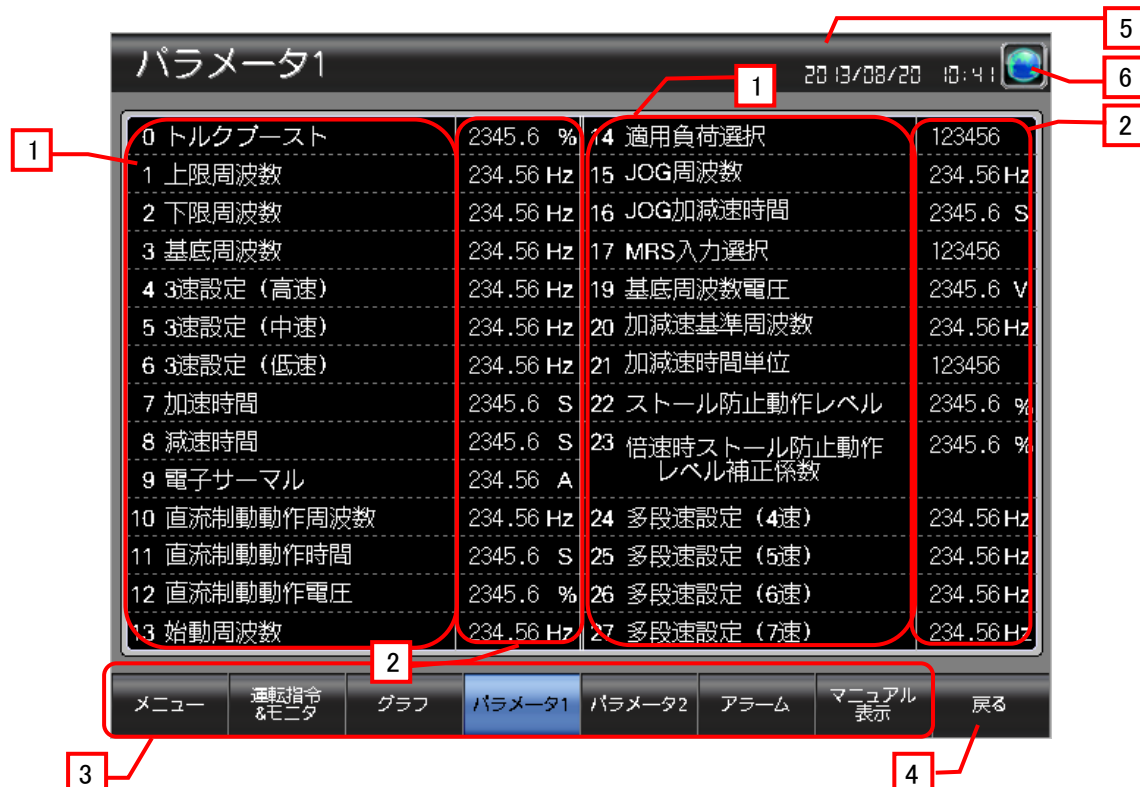 5
パラメータ1
2013/08/20 10:41
6
1
1
2
0 トルクブースト 2345.6 %
1 上限周波数 234.56 Hz
2 下限周波数 234.56 Hz
3 基底周波数 234.56 Hz
4 3速設定（高速） 234.56 Hz
5 3速設定（中速） 234.56 Hz
6 3速設定（低速） 234.56 Hz
7 加速時間 2345.6 S
8 減速時間 2345.6 S
9 電子サーマル 234.56 A
10 直流制動動作周波数 234.56 Hz
11 直流制動動作時間 2345.6 S
12 直流制動動作電圧 2345.6 %
13 始動周波数 234.56 Hz
14 適用負荷選択 123456
15 JOG周波数 234.56 Hz
16 JOG加減速時間 2345.6 S
17 MRS入力選択 123456
19 基底周波数電圧 2345.6 V
20 加減速基準周波数 234.56 Hz
21 加減速時間単位 123456
22 ストール防止動作レベル 2345.6 %
23 倍速時ストール防止動作 2345.6 %
レベル補正係数
24 多段速設定（4速） 234.56 Hz
25 多段速設定（5速） 234.56 Hz
26 多段速設定（6速） 234.56 Hz
27 多段速設定（7速） 234.56 Hz
2
メニュー
運転指令
&モニタ
グラフ
パラメータ1
パラメータ2
アラーム
マニュアル
表示
戻る
3
4